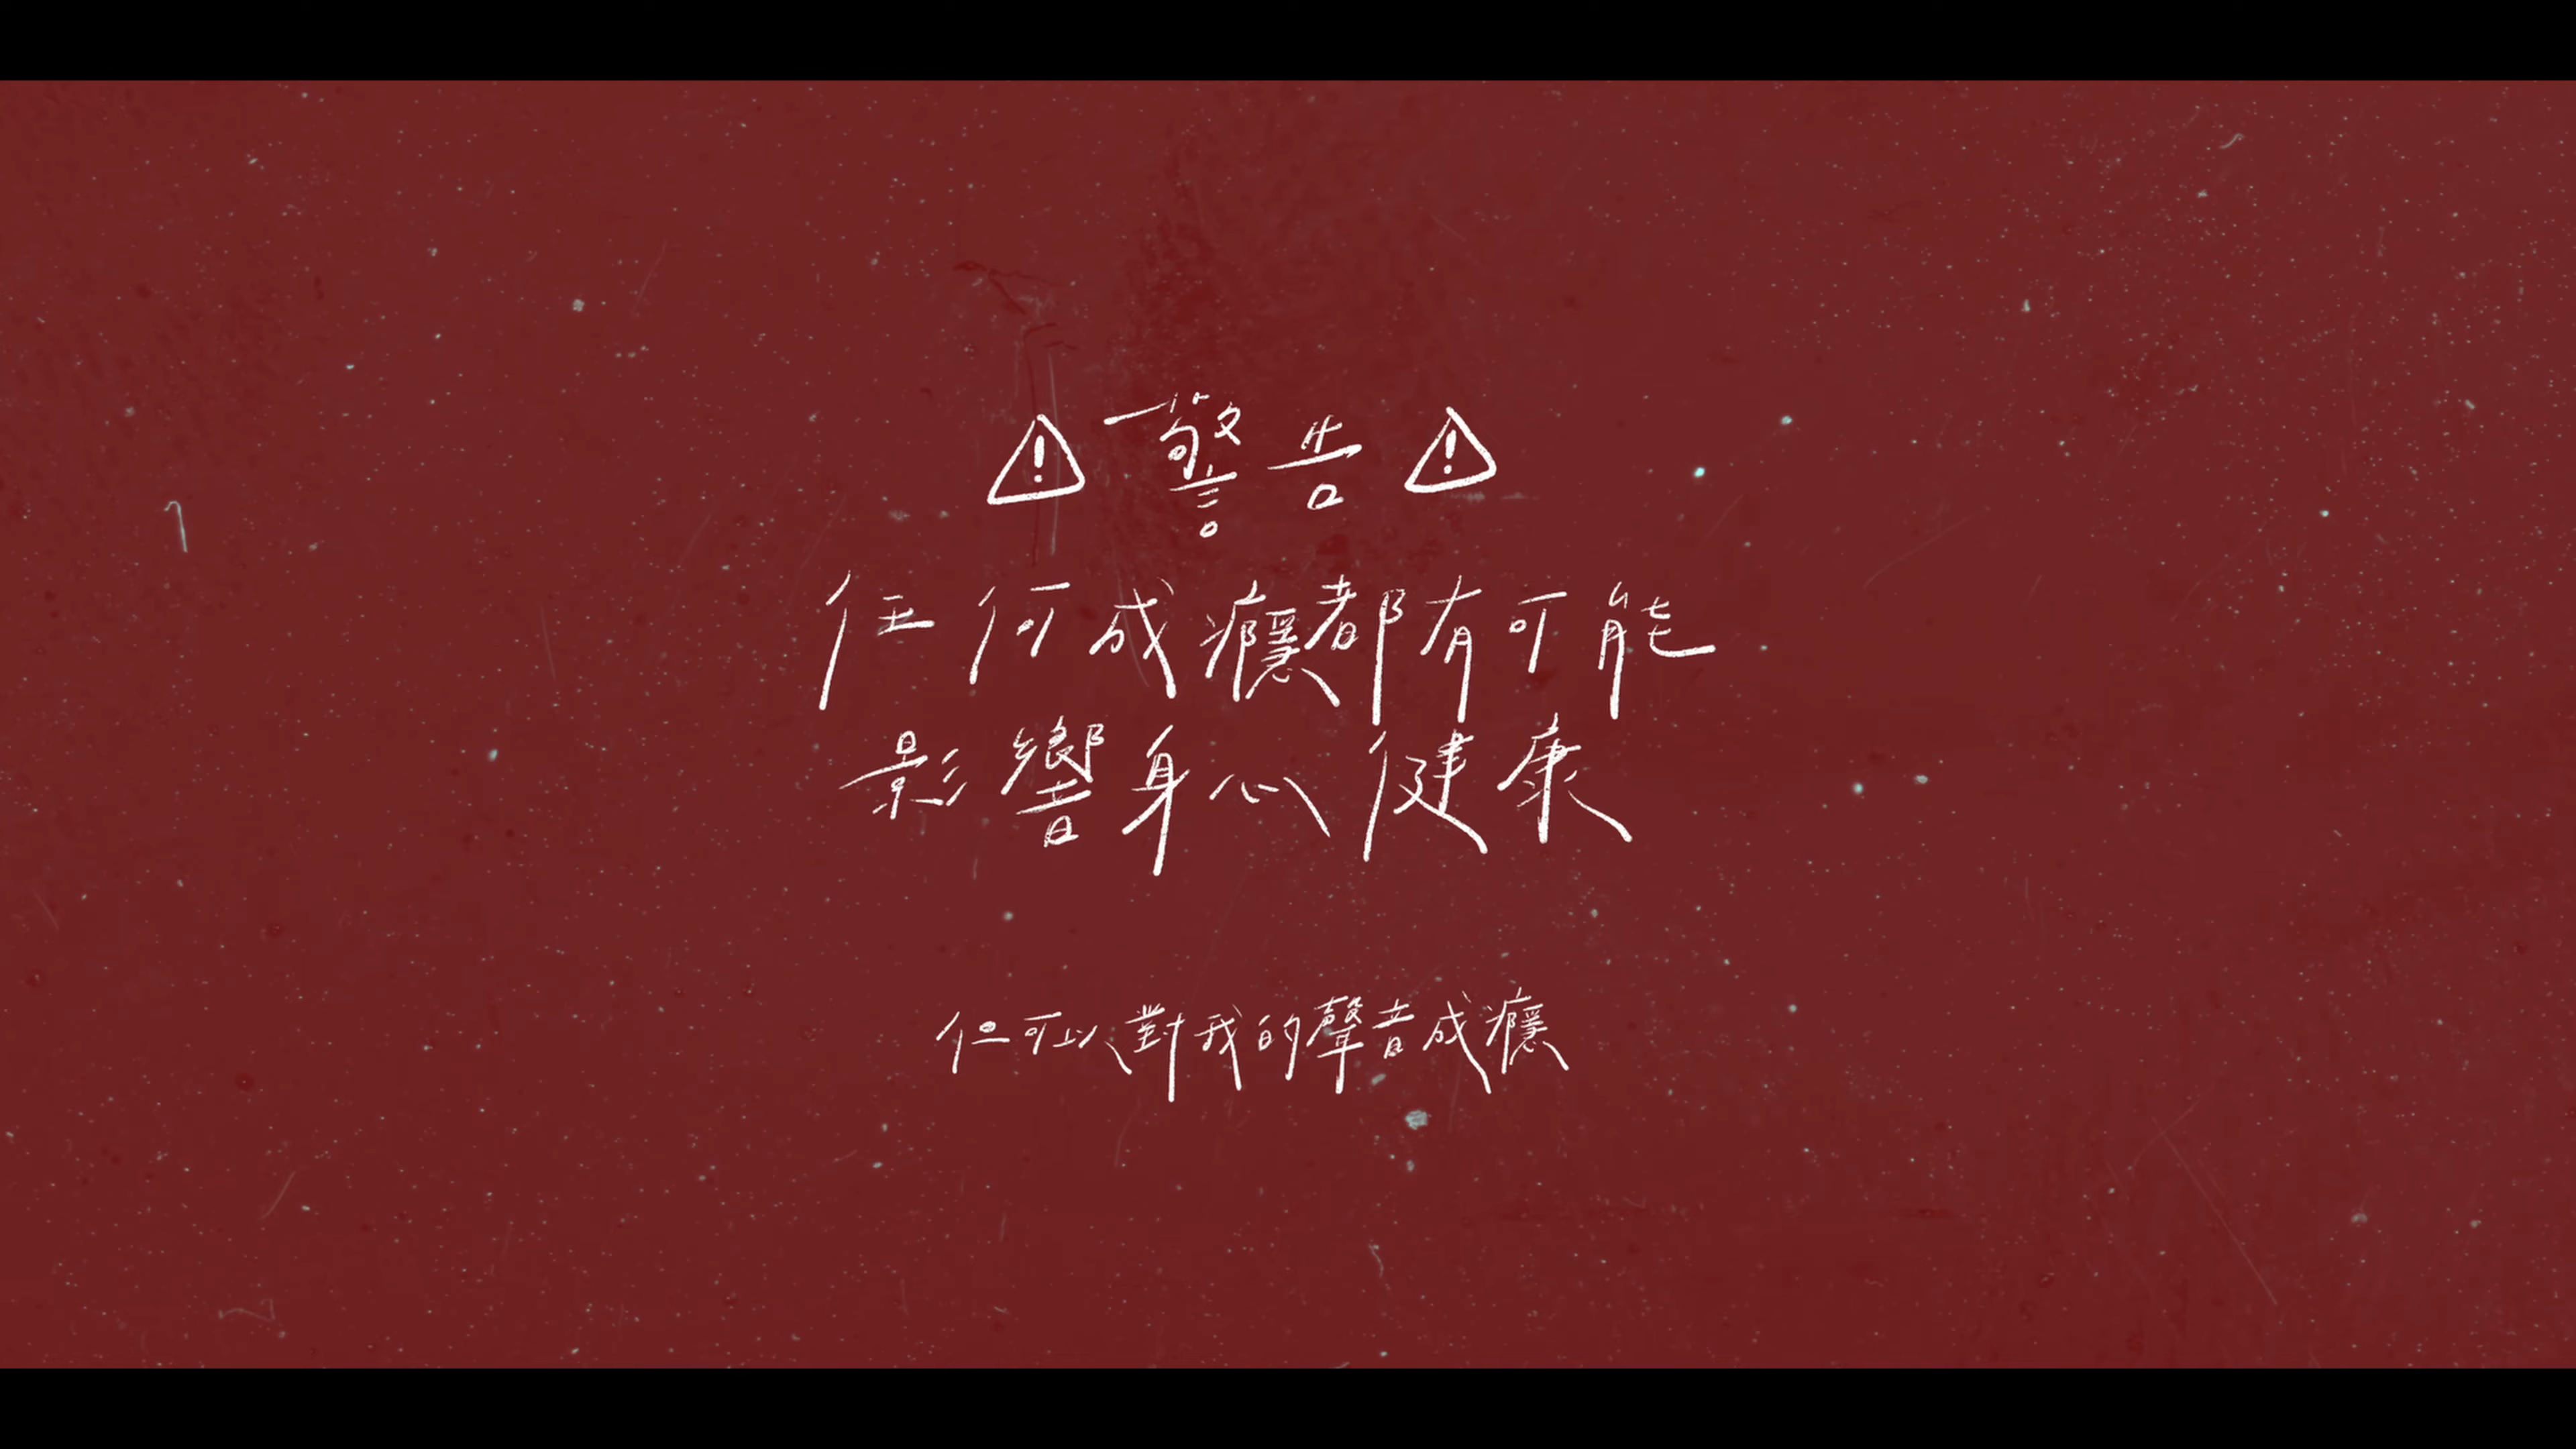 ⚠警告⚠
任何成癮都有可能
影響身心健康
但可以對我的聲音成癮